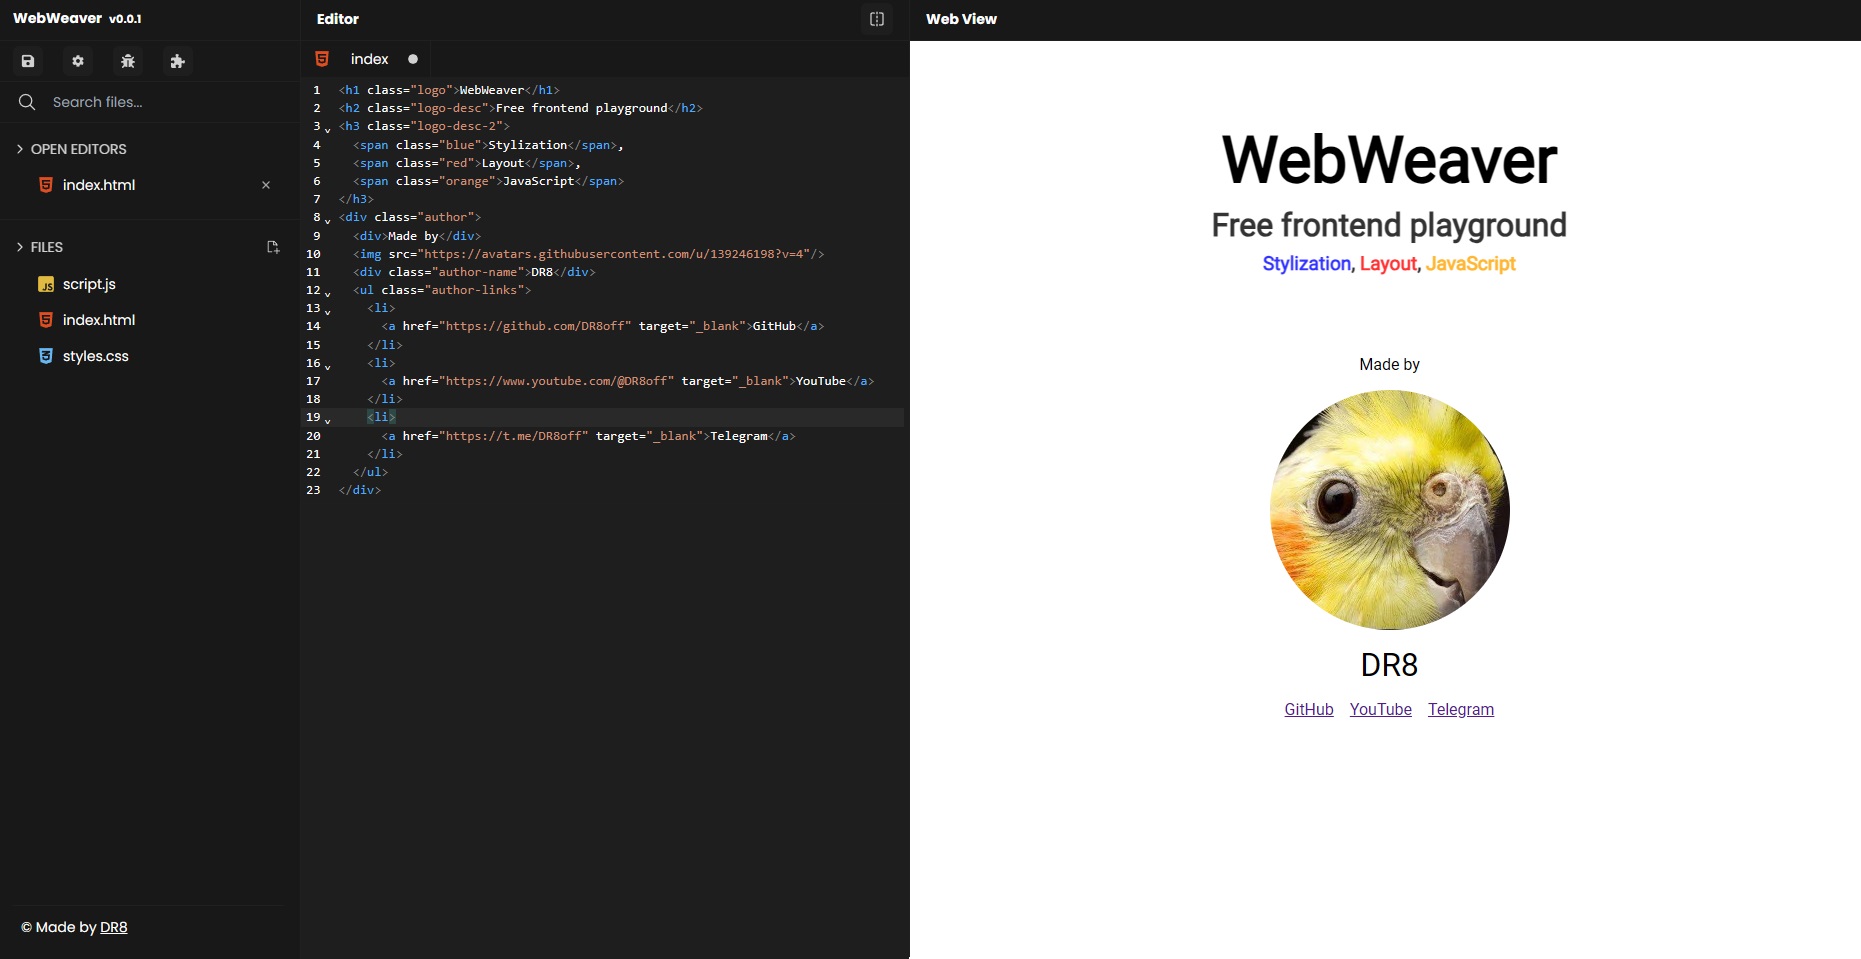 WebWeaver v0.0.1
Search files...
OPEN EDITORS
index.html
FILES
script.js
index.html
styles.css
© Made by DR8
Editor
index
1 <h1 class="logo">WebWeaver</h1>
2 <h2 class="logo-desc">Free frontend playground</h2>
3 <h3 class="logo-desc-2">
4 <span class="blue">Stylization</span>,
5 <span class="red">Layout</span>,
6 <span class="orange">JavaScript</span>
7 </h3>
8 <div class="author">
9 <div>Made by</div>
10 <img src="https://avatars.githubusercontent.com/u/139246198?v=4"/>
11 <div class="author-name">DR8</div>
12 <ul class="author-links">
13 <li>
14 <a href="https://github.com/DR8off" target="_blank">GitHub</a>
15 </li>
16 <li>
17 <a href="https://www.youtube.com/@DR8off" target="_blank">YouTube</a>
18 </li>
19 <li>
20 <a href="https://t.me/DR8off" target="_blank">Telegram</a>
21 </li>
22 </ul>
23 </div>
Web View
WebWeaver
Free frontend playground
Stylization, Layout, JavaScript
Made by
DR8
GitHub YouTube Telegram